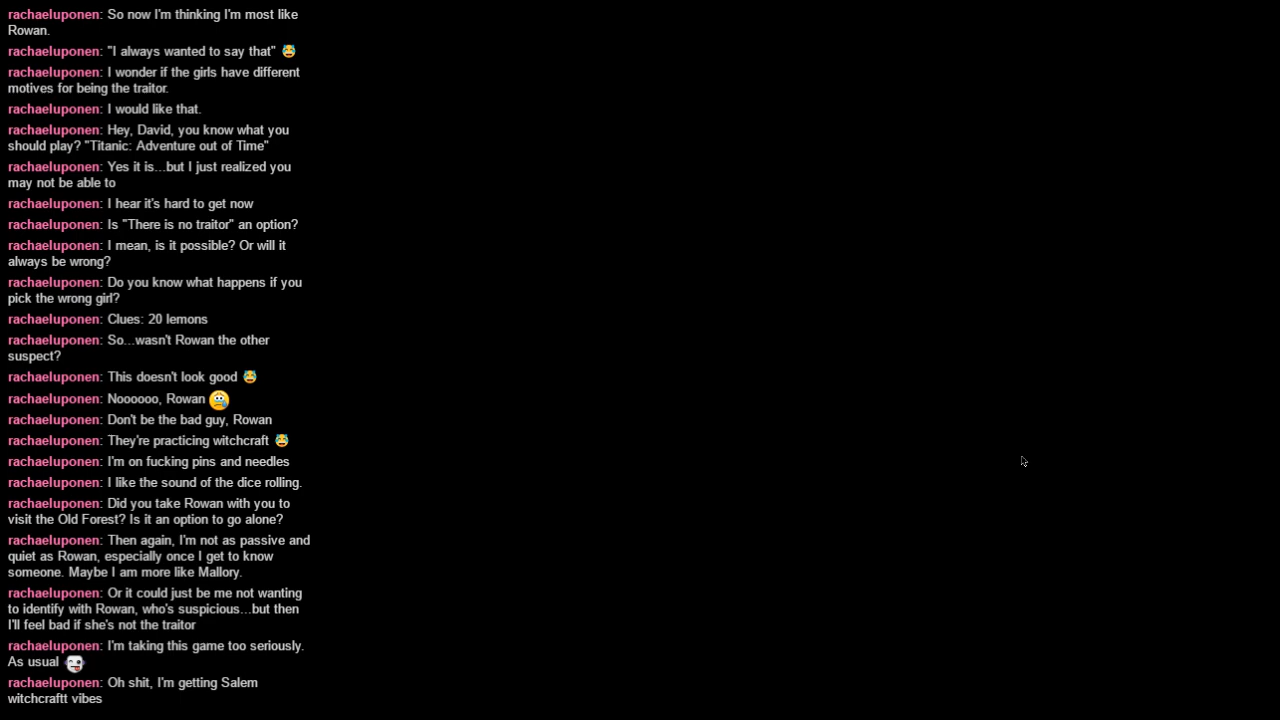 rachaeluponen: So now I'm thinking I'm most like
Rowan.
rachaeluponen: "I always wanted to say that" 😅
rachaeluponen: I wonder if the girls have different
motives for being the traitor.
rachaeluponen: I would like that.
rachaeluponen: Hey, David, you know what you
should play? "Titanic: Adventure out of Time"
rachaeluponen: Yes it is...but I just realized you
may not be able to
rachaeluponen: I hear it's hard to get now
rachaeluponen: Is "There is no traitor" an option?
rachaeluponen: I mean, is it possible? Or will it
always be wrong?
rachaeluponen: Do you know what happens if you
pick the wrong girl?
rachaeluponen: Clues: 20 lemons
rachaeluponen: So...wasn't Rowan the other
suspect?
rachaeluponen: This doesn't look good 😅
rachaeluponen: Noooooo, Rowan
rachaeluponen: Don't be the bad guy, Rowan
rachaeluponen: They're practicing witchcraft 😅
rachaeluponen: I'm on fucking pins and needles
rachaeluponen: I like the sound of the dice rolling.
rachaeluponen: Did you take Rowan with you to
visit the Old Forest? Is it an option to go alone?
rachaeluponen: Then again, I'm not as passive and
quiet as Rowan, especially once I get to know
someone. Maybe I am more like Mallory.
rachaeluponen: Or it could just be me not wanting
to identify with Rowan, who's suspicious...but then
I'll feel bad if she's not the traitor
rachaeluponen: I'm taking this game too seriously.
As usual
rachaeluponen: Oh shit, I'm getting Salem
witchcraftt vibes